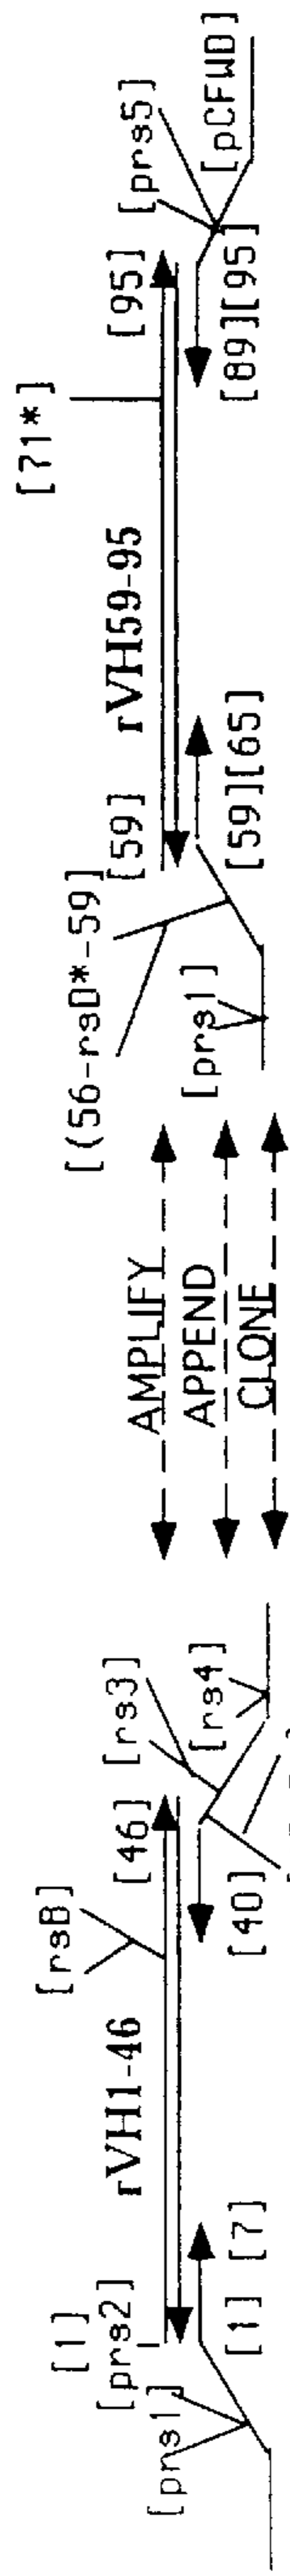 [rsB]
[1]
[prs2]
rVH1-46
[46]
[rs3]
[prs1]
[rs4]
[1] [7]
[40]
AMPLIFY
APPEND
CLONE
[71*]
[(56-rsD*-59]
[59]
rVH59-95
[95]
[prs5]
[prs1]
[59][65]
[89][95]
[pCFWD]